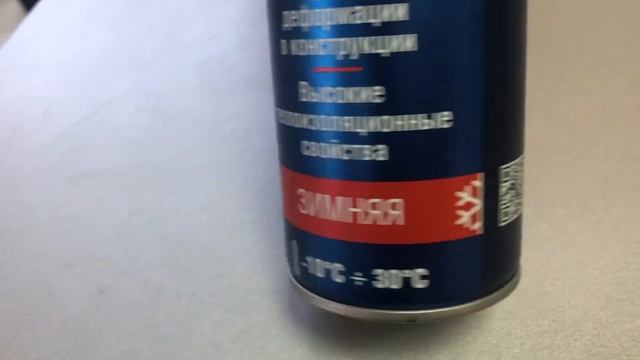 деформации
в конструкции
Высокие
теплоизоляционные
свойства
ЗИМНЯЯ
-10°C ÷ 30°C